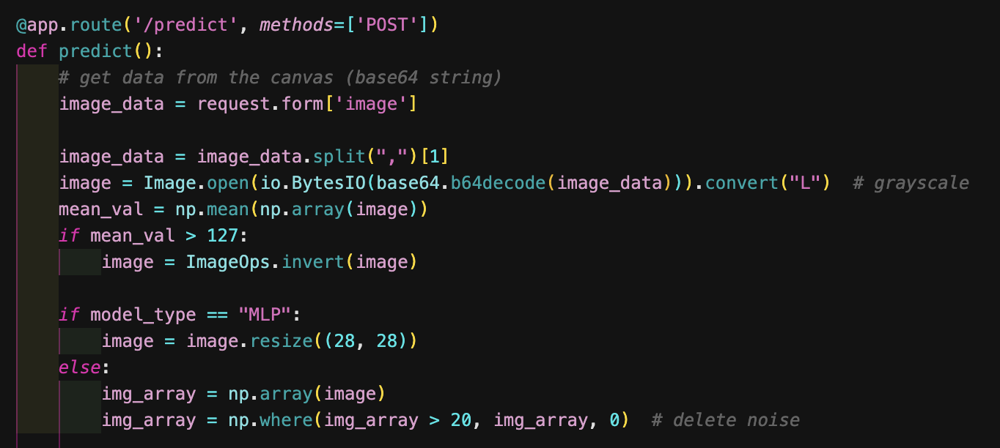 @app.route('/predict', methods=['POST'])
def predict():
    # get data from the canvas (base64 string)
    image_data = request.form['image']

    image_data = image_data.split(",")[1]
    image = Image.open(io.BytesIO(base64.b64decode(image_data))).convert("L")  # grayscale
    mean_val = np.mean(np.array(image))
    if mean_val > 127:
        image = ImageOps.invert(image)

    if model_type == "MLP":
        image = image.resize((28, 28))
    else:
        img_array = np.array(image)
        img_array = np.where(img_array > 20, img_array, 0)  # delete noise